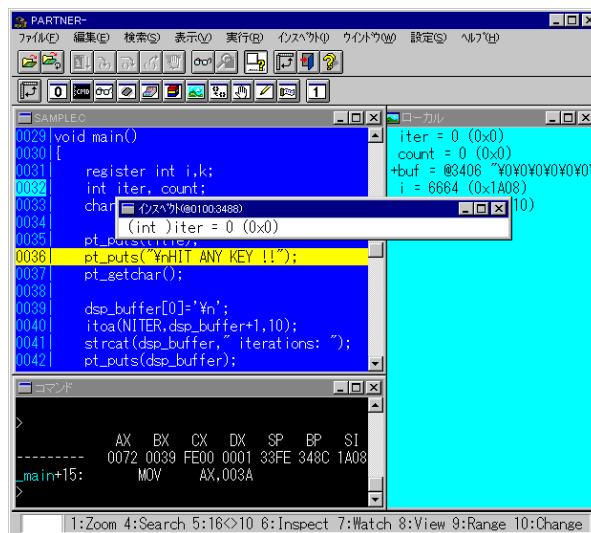 PARTNER-
ﾌｧｲﾙ(F) 編集(E) 検索(S) 表示(V) 実行(R) ｲﾝｽﾍﾟｸﾄ(I) ｳｲﾝﾄﾞｳ(W) 設定(S) ﾍﾙﾌﾟ(H)
0 CMD 1
SAMPLE.C
0029 void main()
0030 [
0031 register int i,k;
0032 int iter, count;
0033 char
0034
0035 pt_puts(title);
0036 pt_puts("¥nHIT ANY KEY !!");
0037 pt_getchar();
0038
0039 dsp_buffer[0]='¥n';
0040 itoa(NITER,dsp_buffer+1,10);
0041 strcat(dsp_buffer," iterations: ");
0042 pt_puts(dsp_buffer);
ｲﾝｽﾍﾟｸﾄ(@0100:3488)
(int )iter = 0 (0x0)
ローカル
iter = 0 (0x0)
count = 0 (0x0)
+buf = @3406 "¥0¥0¥0¥0¥0¥0¥
i = 6664 (0x1A08)
10)
コマンド
>
AX BX CX DX SP BP SI
--------- 0072 0039 FE00 0001 33FE 348C 1A08
_main+15: MOV AX,003A
>
1:Zoom 4:Search 5:16<>10 6:Inspect 7:Watch 8:View 9:Range 10:Change